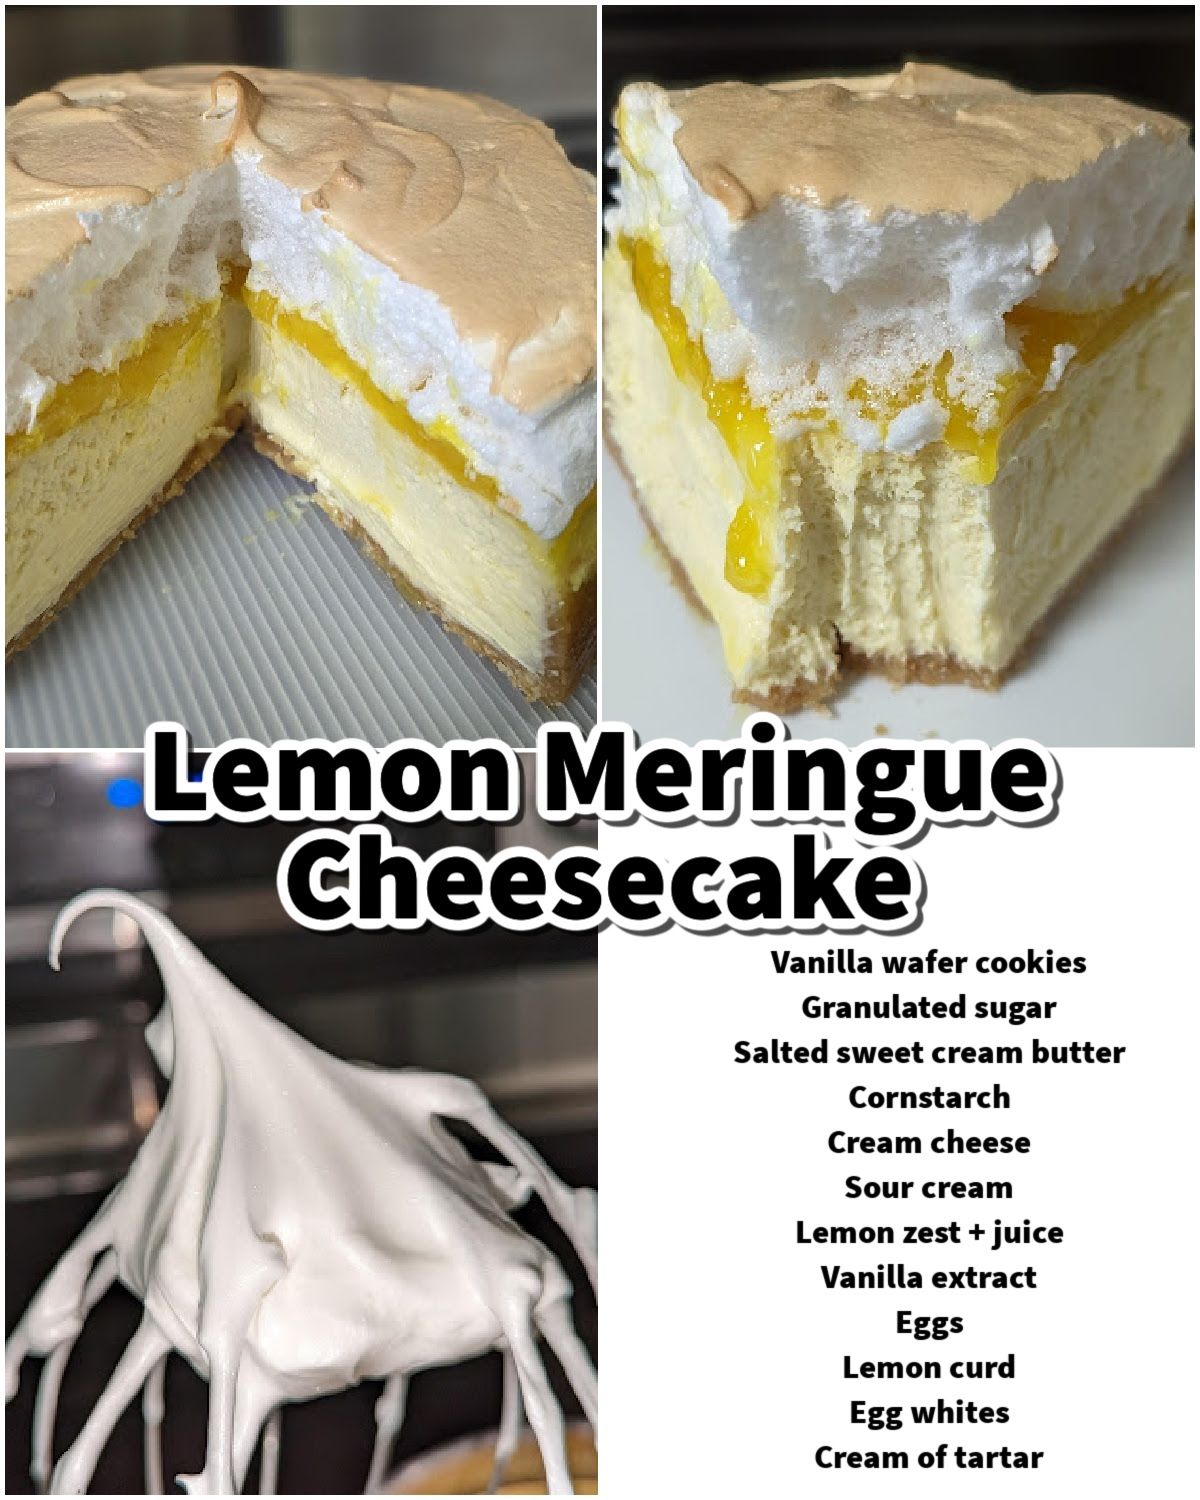 Lemon Meringue
Cheesecake
Vanilla wafer cookies
Granulated sugar
Salted sweet cream butter
Cornstarch
Cream cheese
Sour cream
Lemon zest + juice
Vanilla extract
Eggs
Lemon curd
Egg whites
Cream of tartar